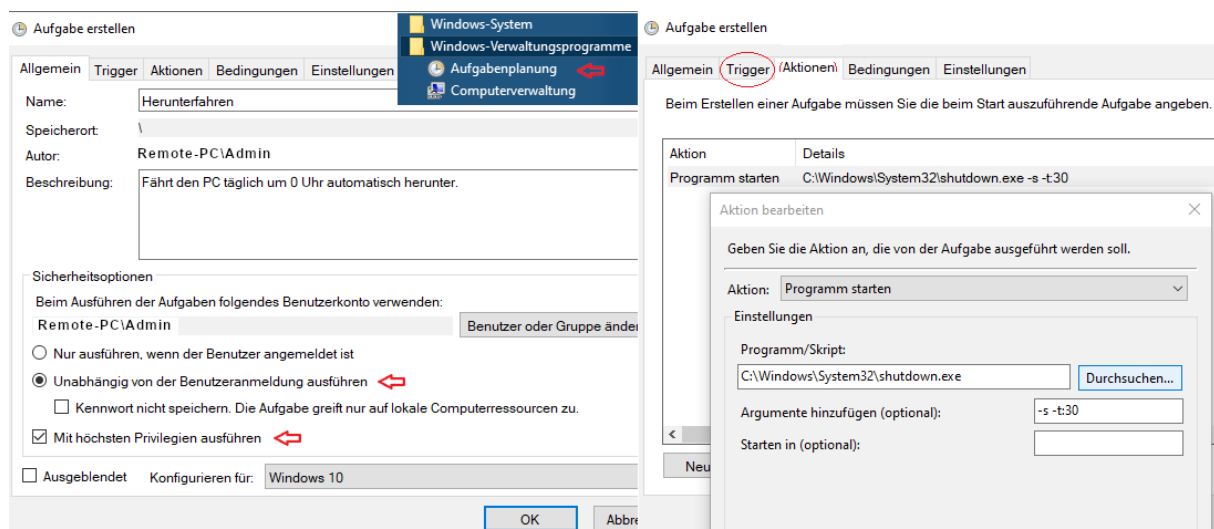 Aufgabe erstellen
Allgemein Trigger Aktionen Bedingungen Einstellungen
Name: Herunterfahren
Speicherort: \
Autor: Remote-PC\Admin
Beschreibung: Fährt den PC täglich um 0 Uhr automatisch herunter.
Sicherheitsoptionen
Beim Ausführen der Aufgaben folgendes Benutzerkonto verwenden:
Remote-PC\Admin
Benutzer oder Gruppe änder
Nur ausführen, wenn der Benutzer angemeldet ist
Unabhängig von der Benutzeranmeldung ausführen
Kennwort nicht speichern. Die Aufgabe greift nur auf lokale Computerressourcen zu.
Mit höchsten Privilegien ausführen
Ausgeblendet Konfigurieren für: Windows 10
OK Abbre
Windows-System
Windows-Verwaltungsprogramme
Aufgabenplanung
Computerverwaltung
Aufgabe erstellen
Allgemein Trigger Aktionen Bedingungen Einstellungen
Beim Erstellen einer Aufgabe müssen Sie die beim Start auszuführende Aufgabe angeben.
Aktion Details
Programm starten C:\Windows\System32\shutdown.exe -s -t:30
Neu
Aktion bearbeiten
Geben Sie die Aktion an, die von der Aufgabe ausgeführt werden soll.
Aktion: Programm starten
Einstellungen
Programm/Skript:
C:\Windows\System32\shutdown.exe Durchsuchen...
Argumente hinzufügen (optional): -s -t:30
Starten in (optional):